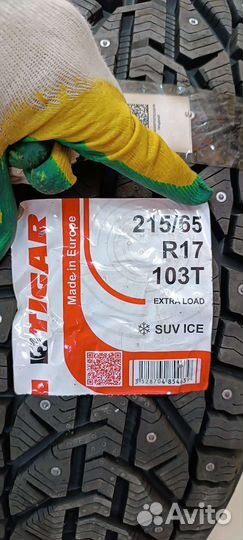 TIGAR
Made in Europe
215/65
R17
103T
EXTRA LOAD
SUV ICE
Avito